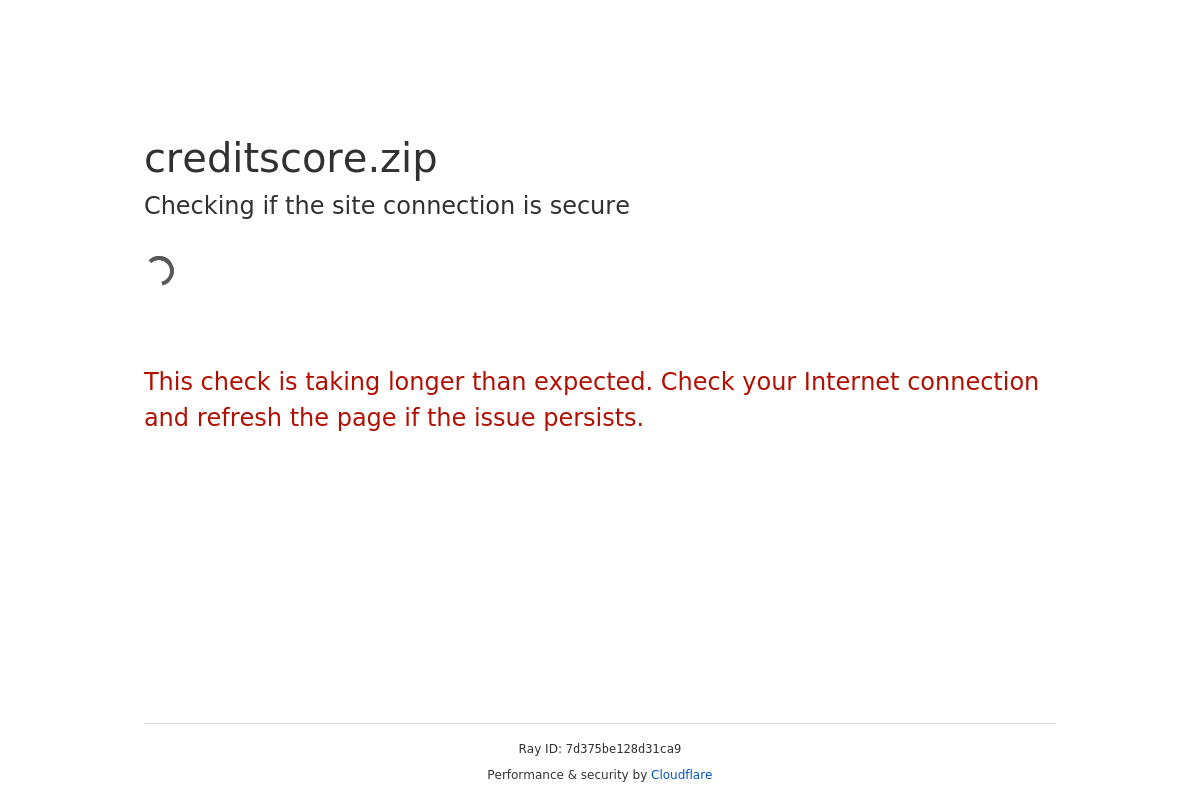 creditscore.zip
Checking if the site connection is secure
This check is taking longer than expected. Check your Internet connection
and refresh the page if the issue persists.
Ray ID: 7d375be128d31ca9
Performance & security by Cloudflare